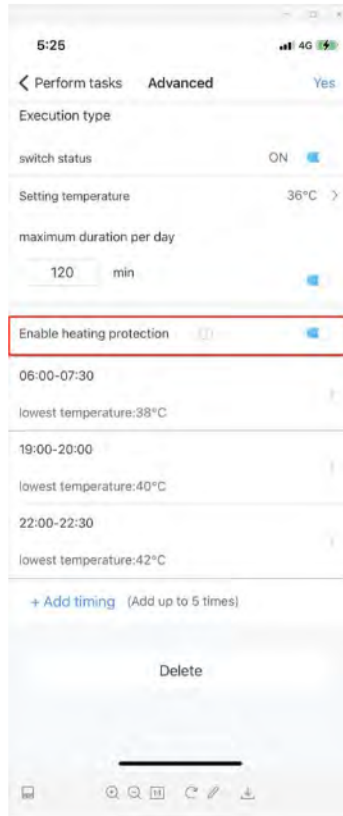 5:25
4G
Perform tasks Advanced Yes
Execution type
switch status ON
Setting temperature 36°C
maximum duration per day
120 min
Enable heating protection
06:00-07:30
lowest temperature:38°C
19:00-20:00
lowest temperature:40°C
22:00-22:30
lowest temperature:42°C
+ Add timing (Add up to 5 times)
Delete